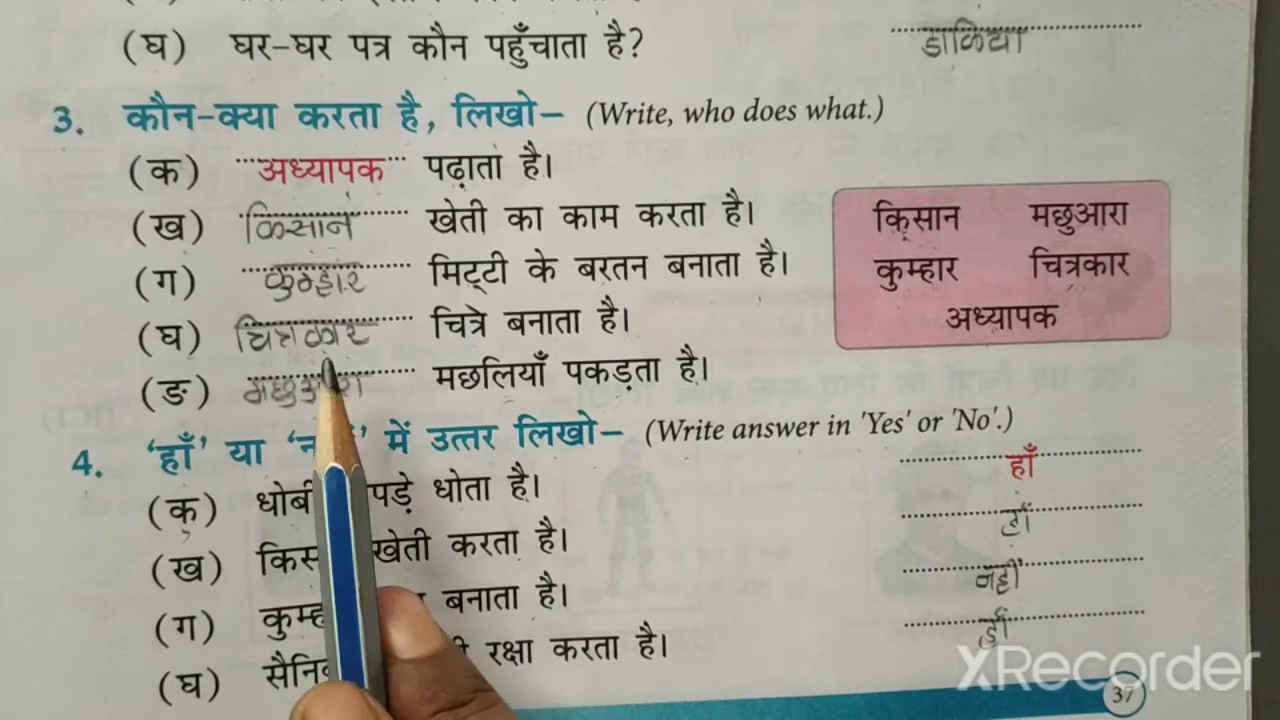 (घ) घर-घर पत्र कौन पहुँचाता है? डाकिया
3. कौन-क्या करता है, लिखो- (Write, who does what.)
(क) अध्यापक पढ़ाता है।
(ख) किसान खेती का काम करता है।
(ग) कुम्हार मिट्टी के बरतन बनाता है।
(घ) चित्रकार चित्र बनाता है।
(ङ) मछुआरा मछलियाँ पकड़ता है।
किसान मछुआरा
कुम्हार चित्रकार
अध्यापक
4. 'हाँ' या में उत्तर लिखो- (Write answer in 'Yes' or 'No'.)
(क) धोबी धोता है। हाँ
(ख) खेती करता है। हाँ
(ग) बनाता है। नहीं
(घ) रक्षा करता है। हाँ
37
XRecorder